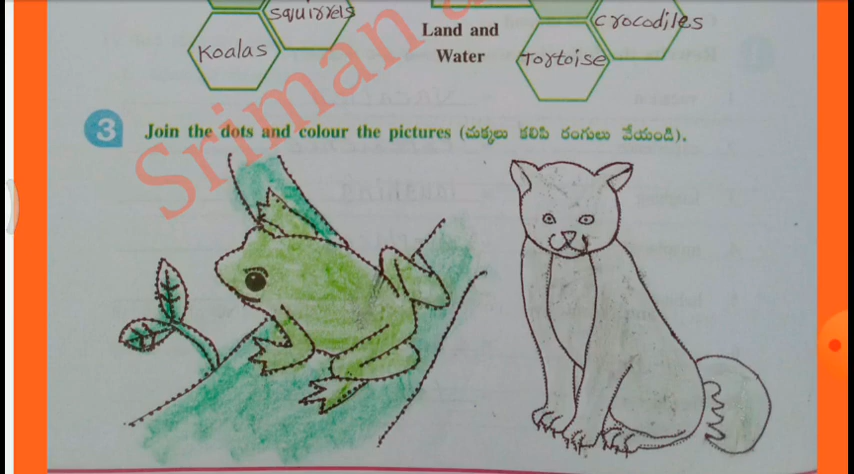 squirrels
Koalas
Land and
Water
crocodiles
Tortoise
Sriman
3 Join the dots and colour the pictures (చుక్కలు కలిపి రంగులు వేయండి).